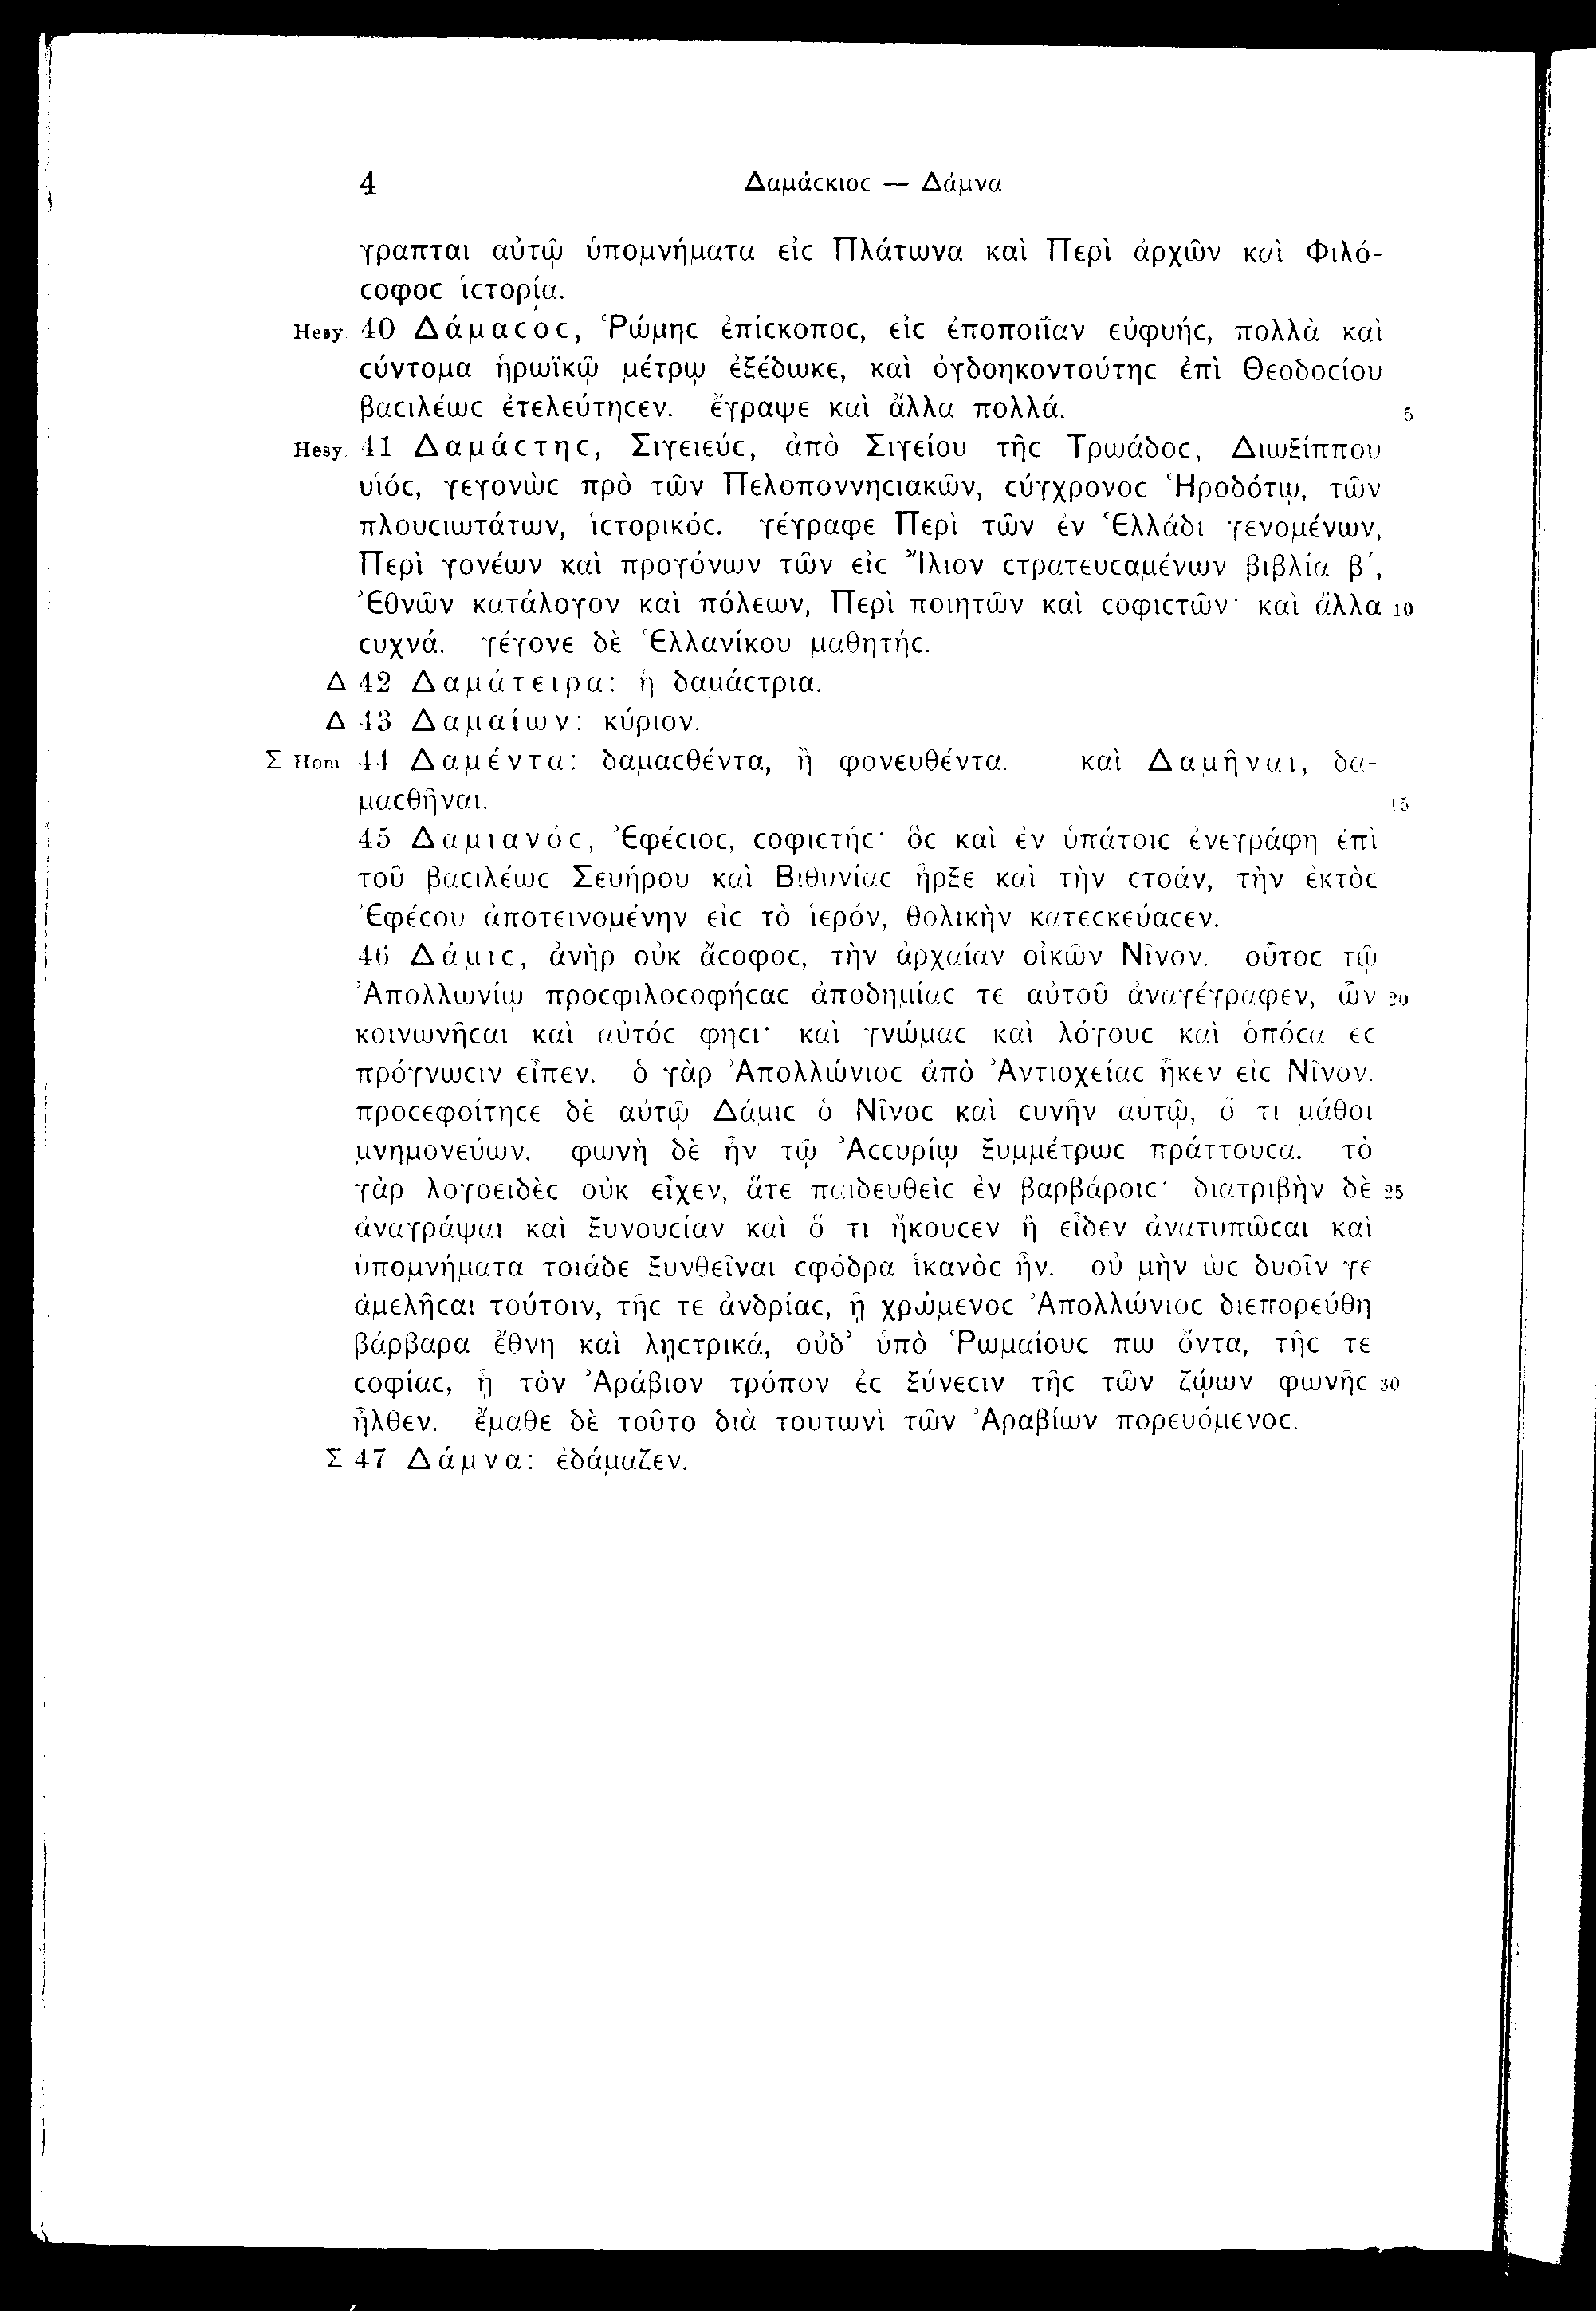 4 Δαμάϲκιοϲ — Δάμνα
γραπται αὐτῷ ὑπομνήματα εἰϲ Πλάτωνα καὶ Περὶ ἀρχῶν καὶ Φιλό-
ϲοφοϲ ἱϲτορία.
Hesy. 40 Δάμαϲοϲ, Ῥώμηϲ ἐπίϲκοποϲ, εἰϲ ἐποποιΐαν εὐφυήϲ, πολλὰ καὶ
ϲύντομα ἡρωϊκῷ μέτρῳ ἐξέδωκε, καὶ ὀγδοηκοντούτηϲ ἐπὶ Θεοδοϲίου
βαϲιλέωϲ ἐτελεύτηϲεν. ἔγραψε καὶ ἄλλα πολλά. 5
Hesy. 41 Δαμάϲτηϲ, Σιγειεύϲ, ἀπὸ Σιγείου τῆϲ Τρωάδοϲ, Διωξίππου
υἱόϲ, γεγονὼϲ πρὸ τῶν Πελοποννηϲιακῶν, ϲύγχρονοϲ Ἡροδότῳ, τῶν
πλουϲιωτάτων, ἱϲτορικόϲ. γέγραφε Περὶ τῶν ἐν Ἑλλάδι γενομένων,
Περὶ γονέων καὶ προγόνων τῶν εἰϲ Ἴλιον ϲτρατευϲαμένων βιβλία β´,
Ἐθνῶν κατάλογον καὶ πόλεων, Περὶ ποιητῶν καὶ ϲοφιϲτῶν· καὶ ἄλλα 10
ϲυχνά. γέγονε δὲ Ἑλλανίκου μαθητήϲ.
Δ 42 Δαμάτειρα: ἡ δαμάϲτρια.
Δ 43 Δαμαίων: κύριον.
Σ Hom. 44 Δαμέντα: δαμαϲθέντα, ἢ φονευθέντα. καὶ Δαμῆναι, δα-
μαϲθῆναι. 15
45 Δαμιανόϲ, Ἐφέϲιοϲ, ϲοφιϲτήϲ· ὃϲ καὶ ἐν ὑπάτοιϲ ἐνεγράφη ἐπὶ
τοῦ βαϲιλέωϲ Σευήρου καὶ Βιθυνίαϲ ἦρξε καὶ τὴν ϲτοάν, τὴν ἐκτὸϲ
Ἐφέϲου ἀποτεινομένην εἰϲ τὸ ἱερόν, θολικὴν κατεϲκεύαϲεν.
46 Δάμιϲ, ἀνὴρ οὐκ ἄϲοφοϲ, τὴν ἀρχαίαν οἰκῶν Νῖνον. οὗτοϲ τῷ
Ἀπολλωνίῳ προϲφιλοϲοφήϲαϲ ἀποδημίαϲ τε αὐτοῦ ἀναγέγραφεν, ὧν 20
κοινωνῆϲαι καὶ αὐτόϲ φηϲι· καὶ γνώμαϲ καὶ λόγουϲ καὶ ὁπόϲα ἐϲ
πρόγνωϲιν εἶπεν. ὁ γὰρ Ἀπολλώνιοϲ ἀπὸ Ἀντιοχείαϲ ἧκεν εἰϲ Νῖνον.
προϲεφοίτηϲε δὲ αὐτῷ Δάμιϲ ὁ Νῖνοϲ καὶ ϲυνῆν αὐτῷ, ὅ τι μάθοι
μνημονεύων. φωνὴ δὲ ἦν τῷ Ἀϲϲυρίῳ ξυμμέτρωϲ πράττουϲα. τὸ
γὰρ λογοειδὲϲ οὐκ εἶχεν, ἅτε παιδευθεὶϲ ἐν βαρβάροιϲ· διατριβὴν δὲ 25
ἀναγράψαι καὶ ξυνουϲίαν καὶ ὅ τι ἤκουϲεν ἢ εἶδεν ἀνατυπῶϲαι καὶ
ὑπομνήματα τοιάδε ξυνθεῖναι ϲφόδρα ἱκανὸϲ ἦν. οὐ μὴν ὡϲ δυοῖν γε
ἀμελῆϲαι τούτοιν, τῆϲ τε ἀνδρίαϲ, ᾗ χρώμενοϲ Ἀπολλώνιοϲ διεπορεύθη
βάρβαρα ἔθνη καὶ λῃϲτρικά, οὐδ’ ὑπὸ Ῥωμαίουϲ πω ὄντα, τῆϲ τε
ϲοφίαϲ, ᾗ τὸν Ἀράβιον τρόπον ἐϲ ξύνεϲιν τῆϲ τῶν ζῴων φωνῆϲ 30
ἦλθεν. ἔμαθε δὲ τοῦτο διὰ τουτωνὶ τῶν Ἀραβίων πορευόμενοϲ.
Σ 47 Δάμνα: ἐδάμαζεν.